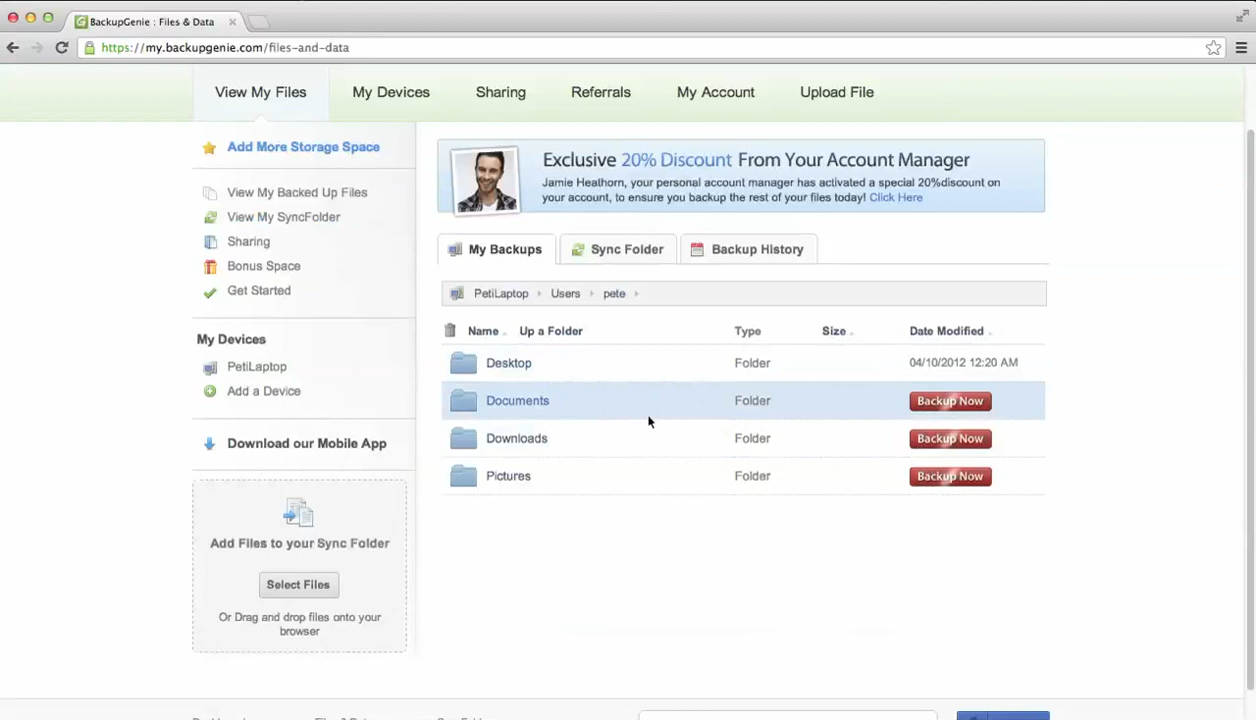 BackupGenie : Files & Data
https://my.backupgenie.com/files-and-data
View My Files My Devices Sharing Referrals My Account Upload File
Add More Storage Space
View My Backed Up Files
View My SyncFolder
Sharing
Bonus Space
Get Started
My Devices
PetiLaptop
Add a Device
Download our Mobile App
Add Files to your Sync Folder
Select Files
Or Drag and drop files onto your
browser
Exclusive 20% Discount From Your Account Manager
Jamie Heathorn, your personal account manager has activated a special 20%discount on
your account, to ensure you backup the rest of your files today! Click Here
My Backups Sync Folder Backup History
PetiLaptop Users pete
Name Up a Folder Type Size Date Modified
Desktop Folder 04/10/2012 12:20 AM
Documents Folder Backup Now
Downloads Folder Backup Now
Pictures Folder Backup Now